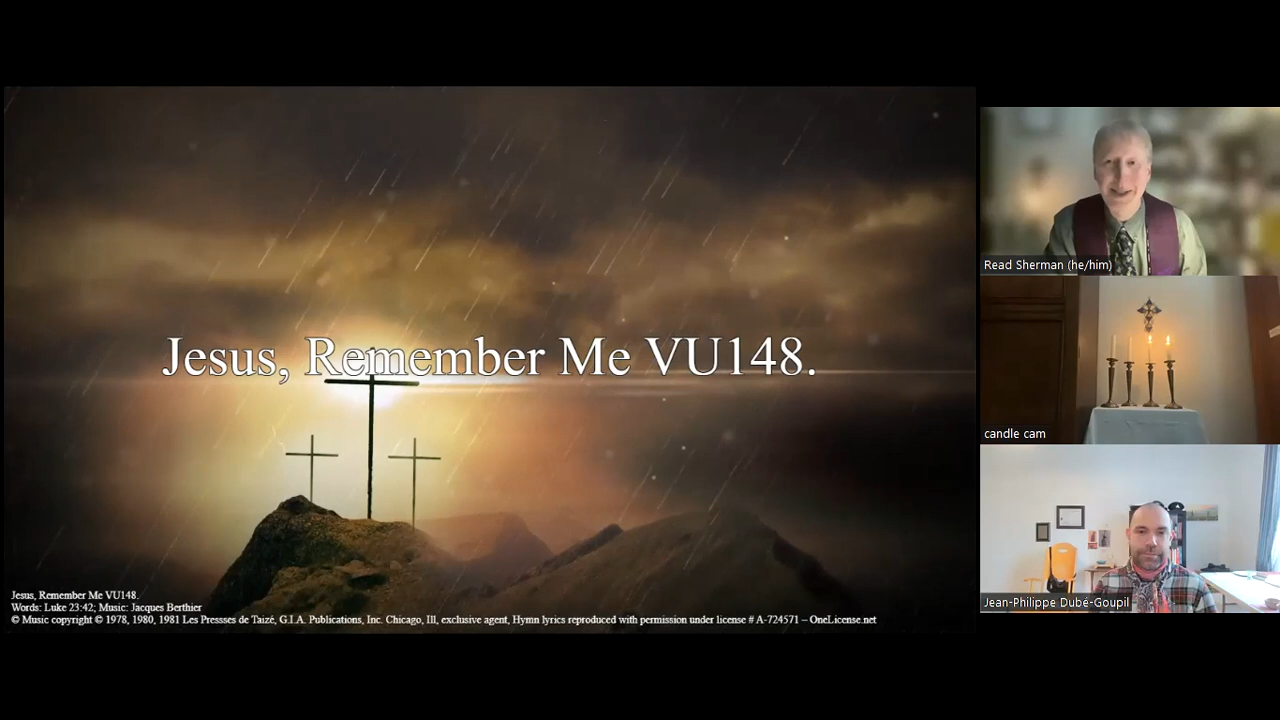 Jesus, Remember Me VU148.
Jesus, Remember Me VU148.
Words: Luke 23:42; Music: Jacques Berthier
© Music copyright © 1978, 1980, 1981 Les Pressses de Taizé, G.I.A. Publications, Inc. Chicago, Ill, exclusive agent, Hymn lyrics reproduced with permission under license # A-724571 – OneLicense.net
Read Sherman (he/him)
candle cam
Jean-Philippe Dubé-Goupil